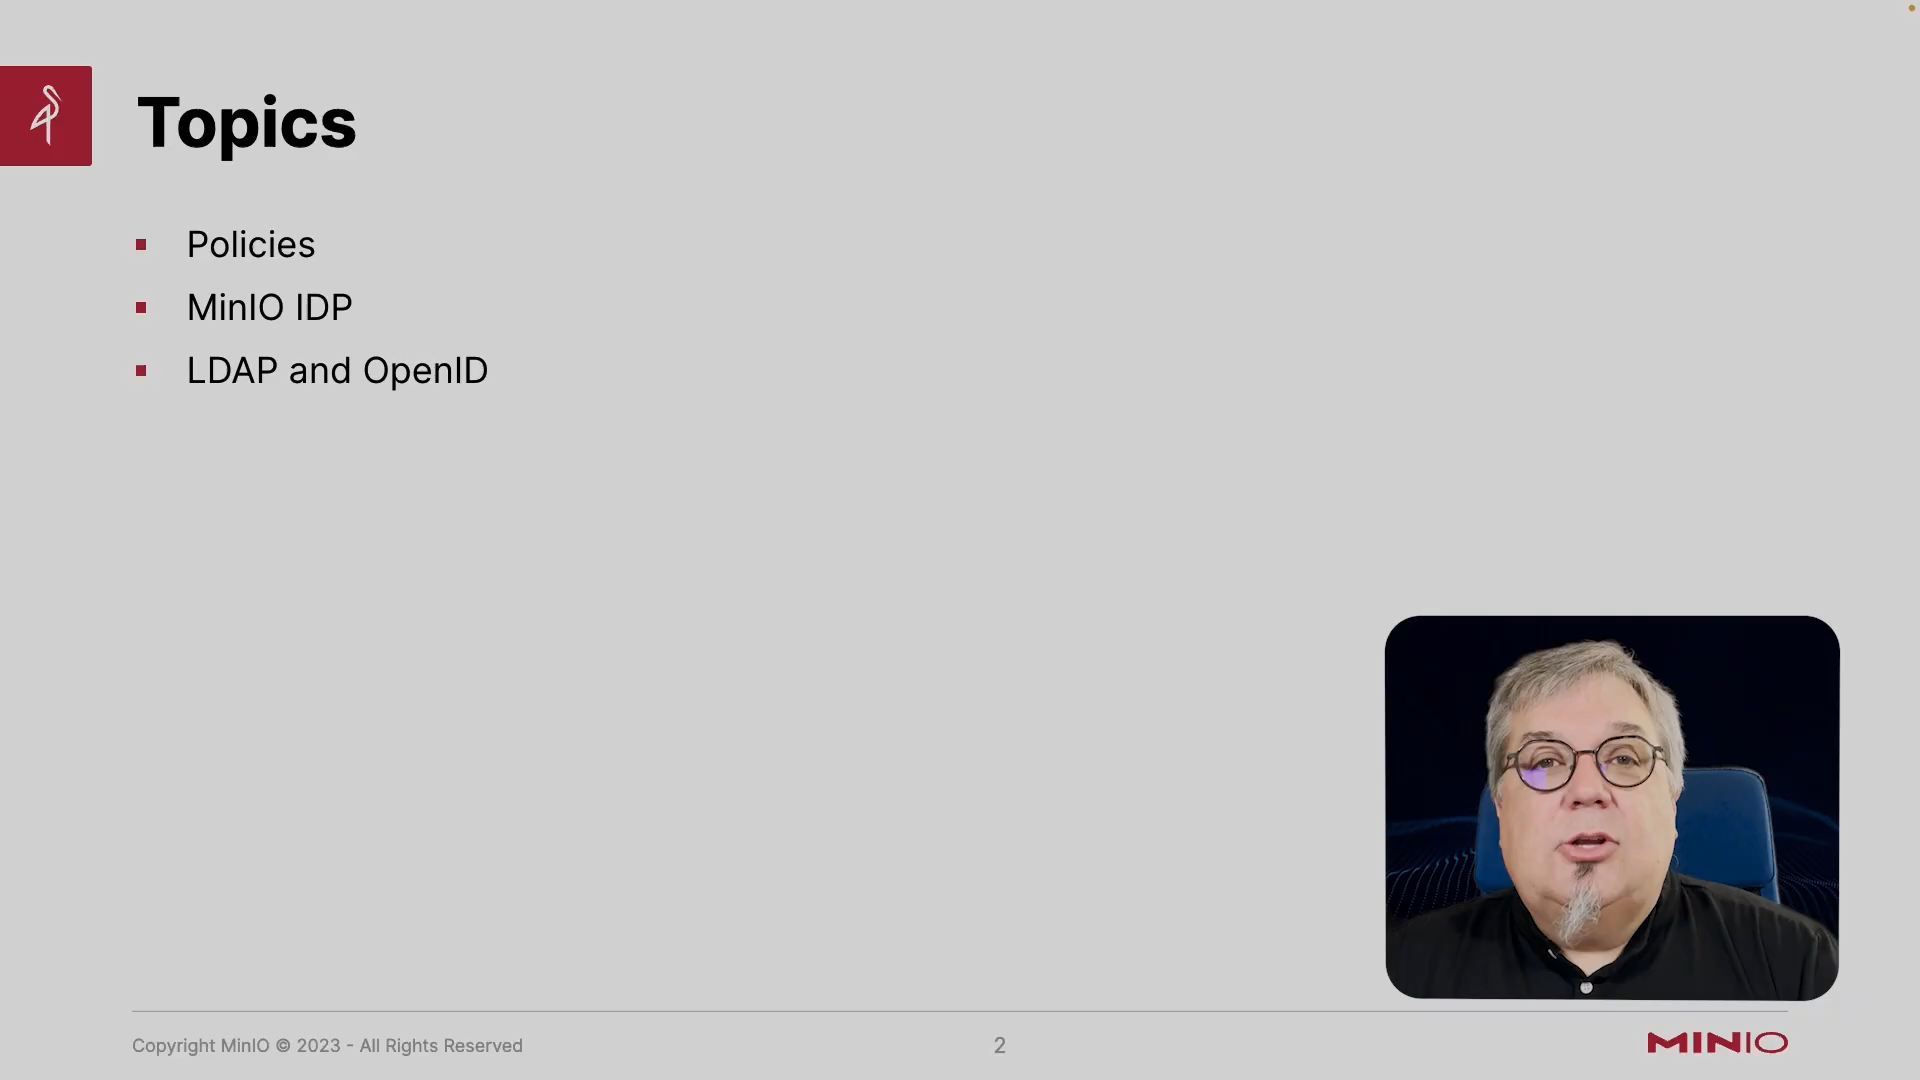 Topics
Policies
MinIO IDP
LDAP and OpenID
Copyright MinIO © 2023 - All Rights Reserved
2
MINIO